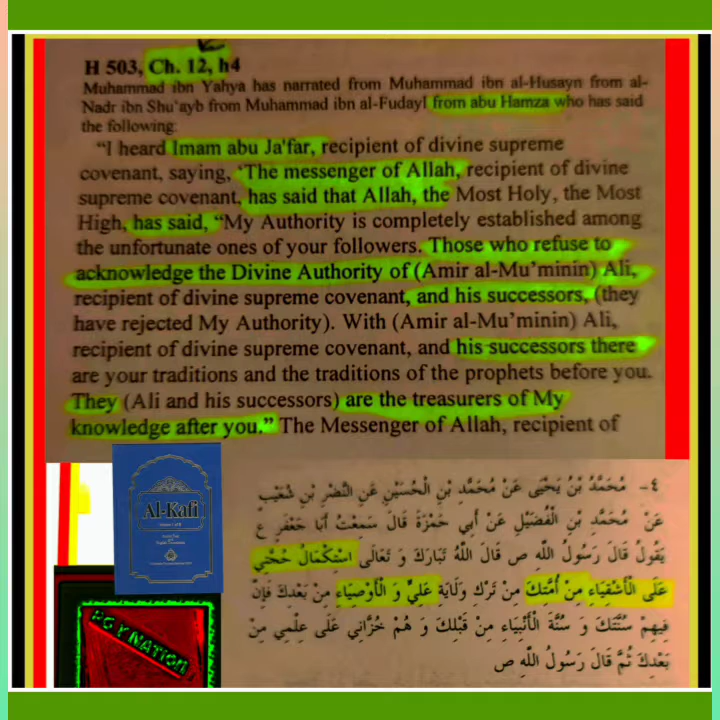 H 503, Ch. 12, h4
Muhammad ibn Yahya has narrated from Muhammad ibn al-Husayn from al-
Nadr ibn Shu'ayb from Muhammad ibn al-Fudayl from abu Hamza who has said
the following:
"I heard Imam abu Ja'far, recipient of divine supreme
covenant, saying, 'The messenger of Allah, recipient of divine
supreme covenant, has said that Allah, the Most Holy, the Most
High, has said, "My Authority is completely established among
the unfortunate ones of your followers. Those who refuse to
acknowledge the Divine Authority of (Amir al-Mu'minin) Ali,
recipient of divine supreme covenant, and his successors, (they
have rejected My Authority). With (Amir al-Mu'minin) Ali,
recipient of divine supreme covenant, and his successors there
are your traditions and the traditions of the prophets before you.
They (Ali and his successors) are the treasurers of My
knowledge after you." The Messenger of Allah, recipient of
٤- مُحَمَّدُ بْنُ يَحْيَى عَنْ مُحَمَّدِ بْنِ الْحُسَيْنِ عَنِ النَّضْرِ بْنِ شُعَيْبٍ
عَنْ مُحَمَّدِ بْنِ الْفُضَيْلِ عَنْ أَبِي حَمْزَةَ قَالَ سَمِعْتُ أَبَا جَعْفَرٍ ع
يَقُولُ قَالَ رَسُولُ اللَّهِ ص قَالَ اللَّهُ تَبَارَكَ وَ تَعَالَى اسْتِكْمَالُ حُجَّتِي
عَلَى الْأَشْقِيَاءِ مِنْ أُمَّتِكَ مِنْ تَرْكِ وَلَايَةِ عَلِيٍّ وَ الْأَوْصِيَاءِ مِنْ بَعْدِكَ فَإِنَّ
فِيهِمْ سُنَّتَكَ وَ سُنَّةَ الْأَنْبِيَاءِ مِنْ قَبْلِكَ وَ هُمْ خُزَّانِي عَلَى عِلْمِي مِنْ
بَعْدِكَ ثُمَّ قَالَ رَسُولُ اللَّهِ ص
Al-Kafi
NATION